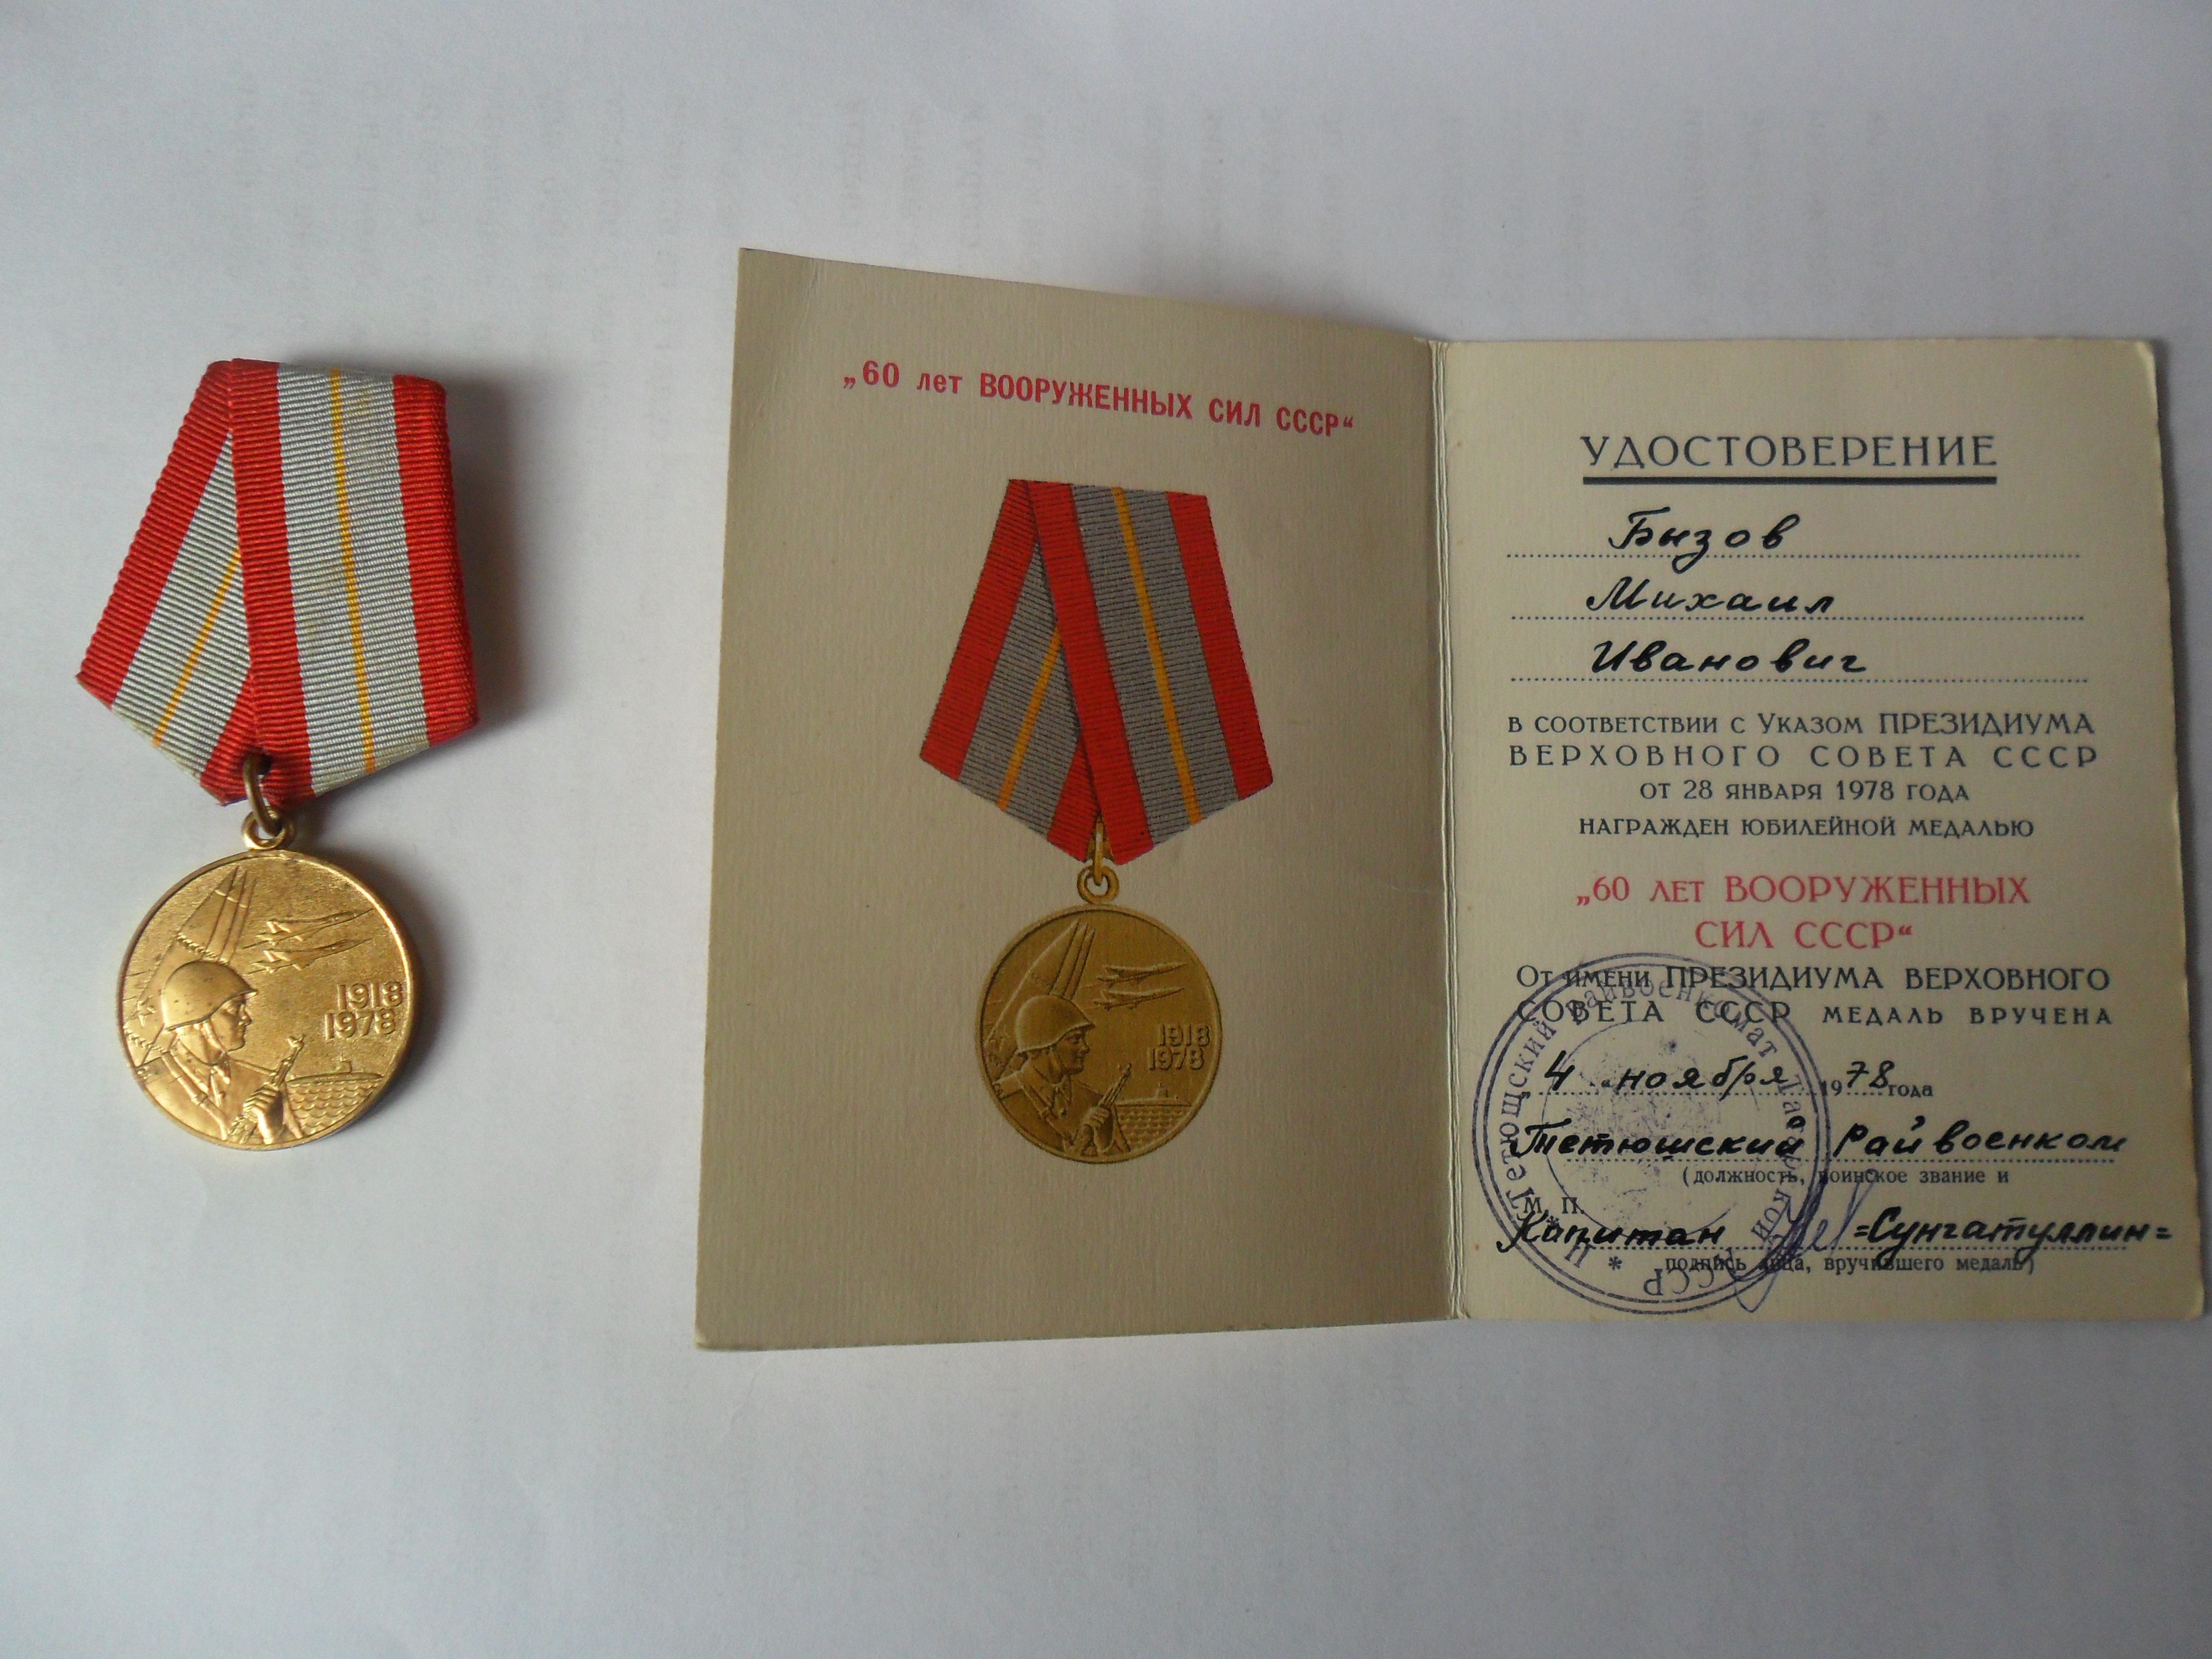 1918
1978
„60 лет ВООРУЖЕННЫХ СИЛ СССР“
1918
1978
УДОСТОВЕРЕНИЕ
Бызов
Михаил
Иванович
в соответствии с Указом ПРЕЗИДИУМА
ВЕРХОВНОГО СОВЕТА СССР
от 28 января 1978 года
награжден юбилейной медалью
„60 лет ВООРУЖЕННЫХ
СИЛ СССР“
От имени ПРЕЗИДИУМА ВЕРХОВНОГО
СОВЕТА СССР медаль вручена
„4“ ноября 1978 года
Тетюшский Райвоенком
(должность, воинское звание и
М. П.
Капитан =Сунгатуллин=
подпись лица, вручившего медаль)
Райвоенкомат